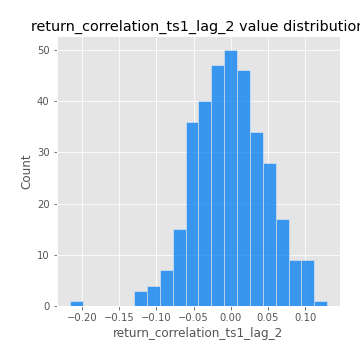 return_correlation_ts1_lag_2 value distribution
50
40
30
20
10
0
Count
−0.20 −0.15 −0.10 −0.05 0.00 0.05 0.10
return_correlation_ts1_lag_2